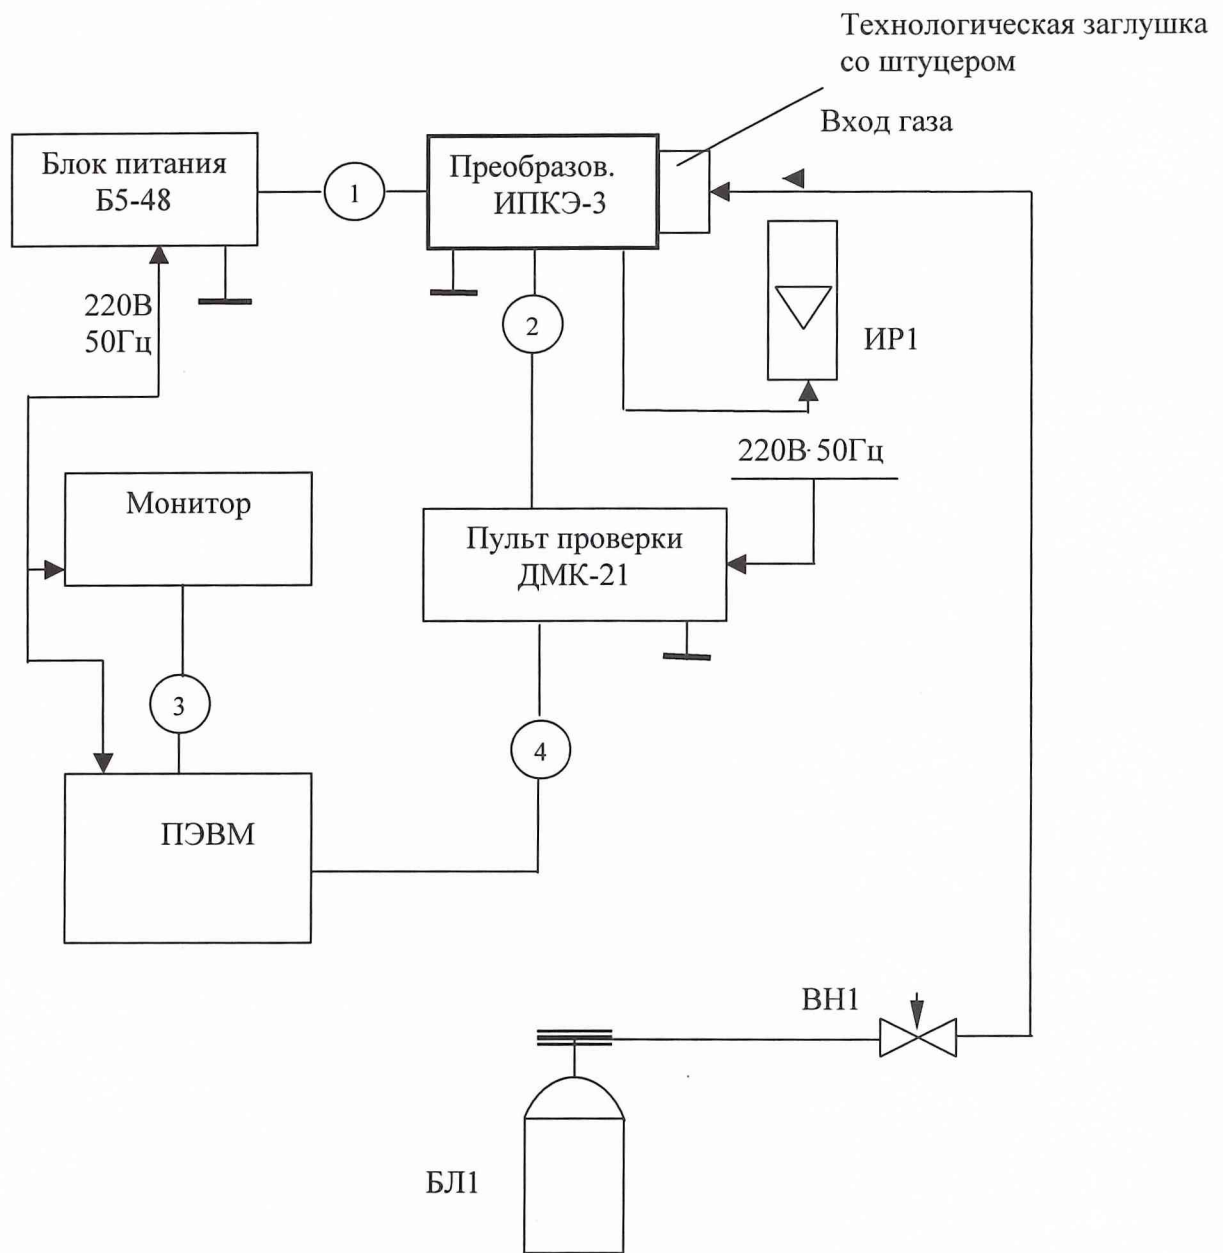 Технологическая заглушка
со штуцером
Вход газа
Блок питания
Б5-48
1
Преобразов.
ИПКЭ-3
220В
50Гц
2
ИР1
220В 50Гц
Монитор
Пульт проверки
ДМК-21
3
4
ПЭВМ
ВН1
БЛ1